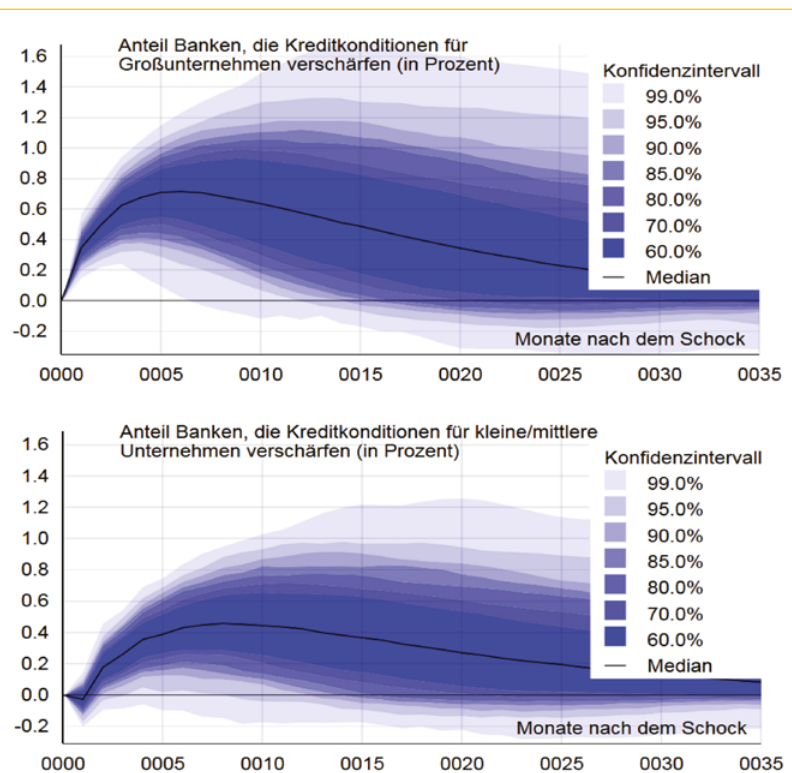 Anteil Banken, die Kreditkonditionen für
Großunternehmen verschärfen (in Prozent)
Konfidenzintervall
99.0%
95.0%
90.0%
85.0%
80.0%
70.0%
60.0%
Median
1.6
1.4
1.2
1.0
0.8
0.6
0.4
0.2
0.0
-0.2
Monate nach dem Schock
0000 0005 0010 0015 0020 0025 0030 0035
Anteil Banken, die Kreditkonditionen für kleine/mittlere
Unternehmen verschärfen (in Prozent)
Konfidenzintervall
99.0%
95.0%
90.0%
85.0%
80.0%
70.0%
60.0%
Median
1.6
1.4
1.2
1.0
0.8
0.6
0.4
0.2
0.0
-0.2
Monate nach dem Schock
0000 0005 0010 0015 0020 0025 0030 0035